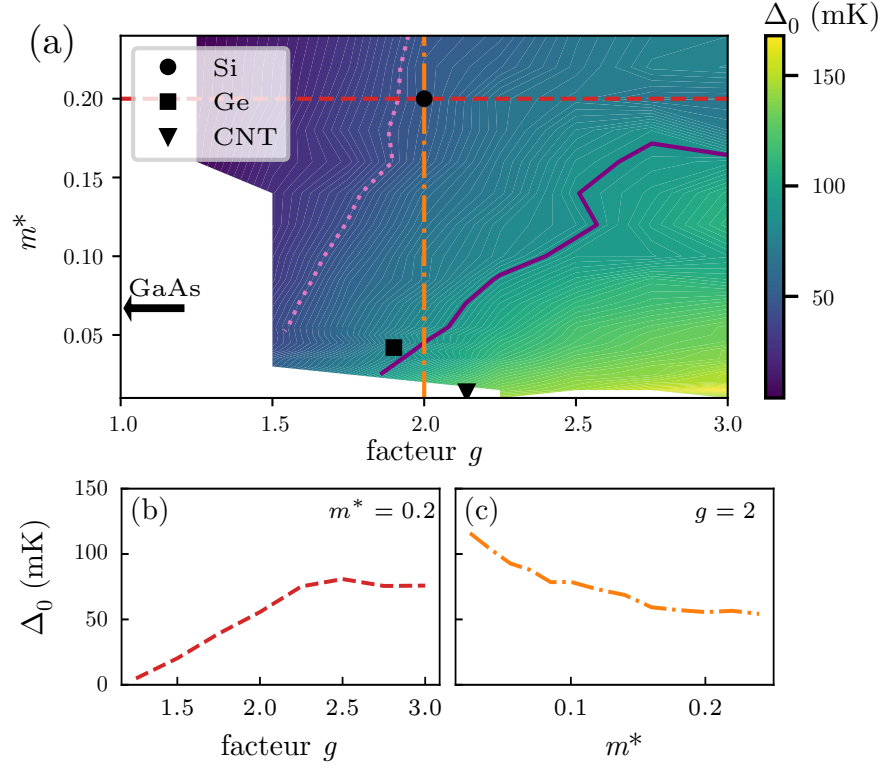 (a)
Δ₀ (mK)
Si
Ge
CNT
GaAs
0.20
0.15
0.10
0.05
m*
1.0 1.5 2.0 2.5 3.0
facteur g
150
100
50
(b)
m* = 0.2
150
100
50
0
Δ₀ (mK)
1.5 2.0 2.5 3.0
facteur g
(c)
g = 2
0.1 0.2
m*